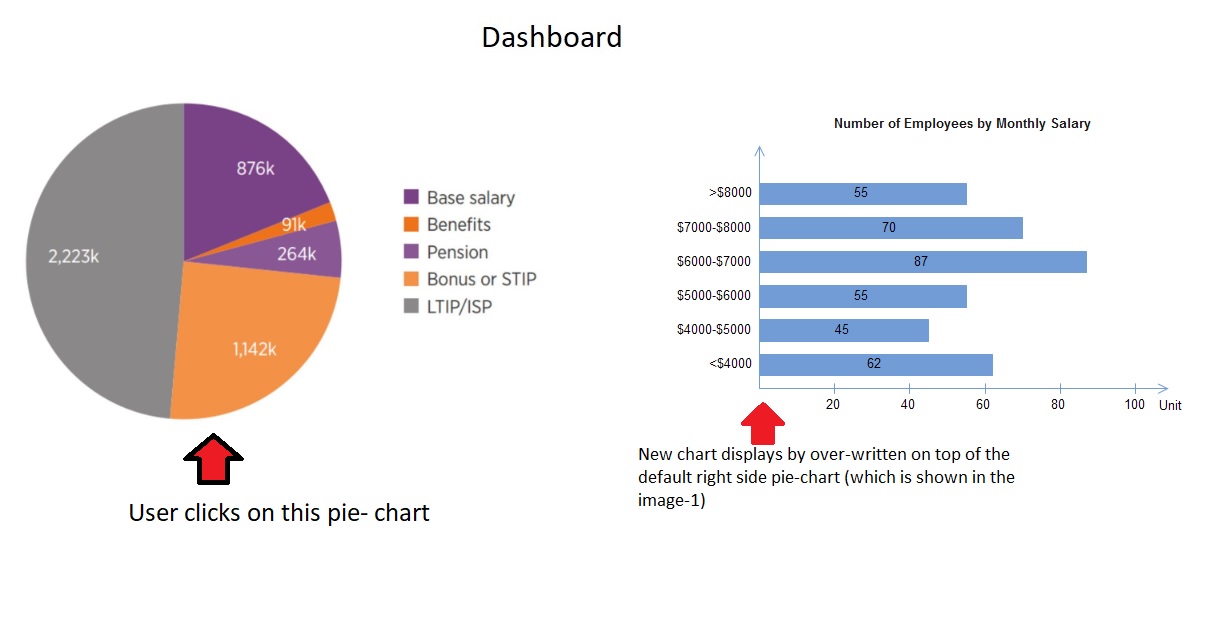 Dashboard
876k
91k
264k
2,223k
1,142k
Base salary
Benefits
Pension
Bonus or STIP
LTIP/ISP
User clicks on this pie- chart
Number of Employees by Monthly Salary
>$8000 55
$7000-$8000 70
$6000-$7000 87
$5000-$6000 55
$4000-$5000 45
<$4000 62
20 40 60 80 100 Unit
New chart displays by over-written on top of the
default right side pie-chart (which is shown in the
image-1)